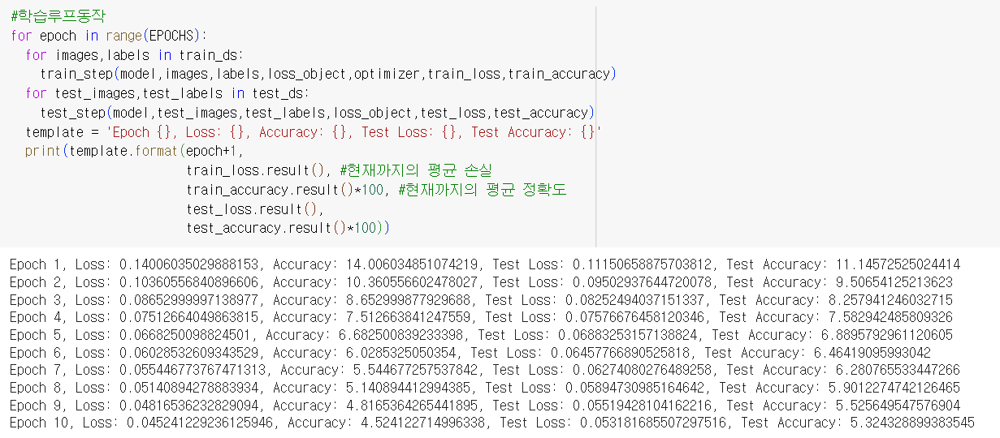 #학습루프동작
for epoch in range(EPOCHS):
for images,labels in train_ds:
train_step(model,images,labels,loss_object,optimizer,train_loss,train_accuracy)
for test_images,test_labels in test_ds:
test_step(model,test_images,test_labels,loss_object,test_loss,test_accuracy)
template = 'Epoch {}, Loss: {}, Accuracy: {}, Test Loss: {}, Test Accuracy: {}'
print(template.format(epoch+1,
train_loss.result(), #현재까지의 평균 손실
train_accuracy.result()*100, #현재까지의 평균 정확도
test_loss.result(),
test_accuracy.result()*100))
Epoch 1, Loss: 0.14006035029888153, Accuracy: 14.006034851074219, Test Loss: 0.11150658875703812, Test Accuracy: 11.14572525024414
Epoch 2, Loss: 0.10360556840896606, Accuracy: 10.360556602478027, Test Loss: 0.09502937644720078, Test Accuracy: 9.50654125213623
Epoch 3, Loss: 0.08652999997138977, Accuracy: 8.652999877929688, Test Loss: 0.08252494037151337, Test Accuracy: 8.257941246032715
Epoch 4, Loss: 0.07512664049863815, Accuracy: 7.512663841247559, Test Loss: 0.07576676458120346, Test Accuracy: 7.582942485809326
Epoch 5, Loss: 0.0668250098824501, Accuracy: 6.682500839233398, Test Loss: 0.06883253157138824, Test Accuracy: 6.8895792961120605
Epoch 6, Loss: 0.06028532609343529, Accuracy: 6.0285325050354, Test Loss: 0.06457766890525818, Test Accuracy: 6.46419095993042
Epoch 7, Loss: 0.055446773767471313, Accuracy: 5.544677257537842, Test Loss: 0.06274080276489258, Test Accuracy: 6.280765533447266
Epoch 8, Loss: 0.05140894278883934, Accuracy: 5.140894412994385, Test Loss: 0.05894730985164642, Test Accuracy: 5.9012274742126465
Epoch 9, Loss: 0.04816536232829094, Accuracy: 4.8165364265441895, Test Loss: 0.05519428104162216, Test Accuracy: 5.525649547576904
Epoch 10, Loss: 0.045241229236125946, Accuracy: 4.524122714996338, Test Loss: 0.053181685507297516, Test Accuracy: 5.324328899383545